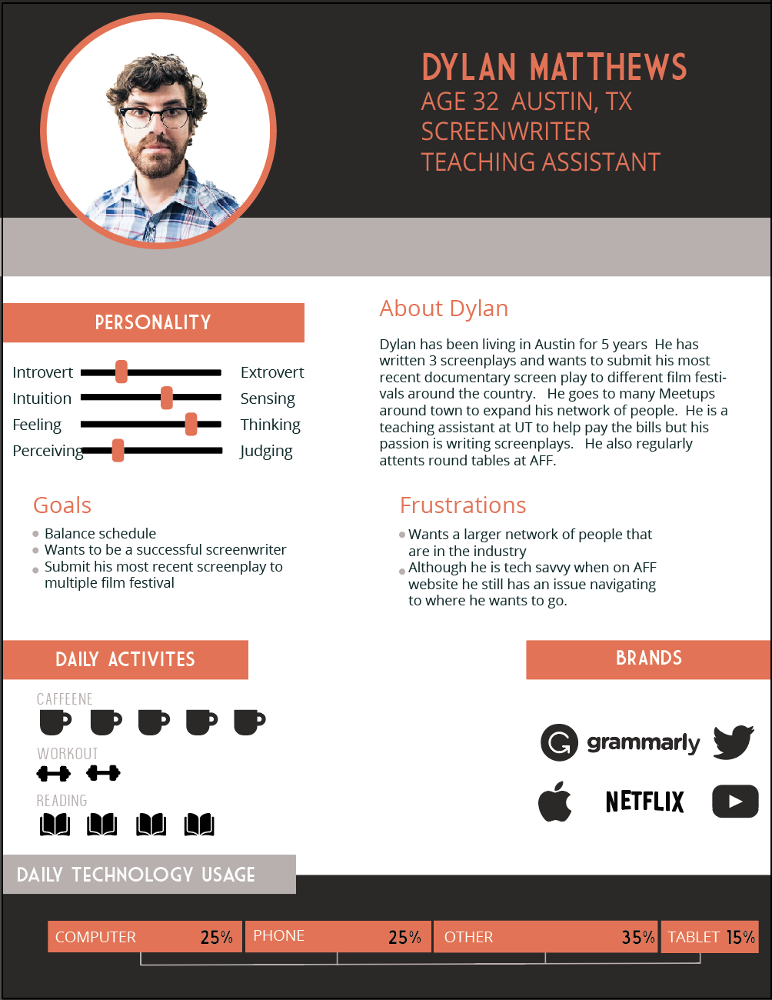 DYLAN MATTHEWS
AGE 32 AUSTIN, TX
SCREENWRITER
TEACHING ASSISTANT
PERSONALITY
Introvert Extrovert
Intuition Sensing
Feeling Thinking
Perceiving Judging
About Dylan
Dylan has been living in Austin for 5 years He has
written 3 screenplays and wants to submit his most
recent documentary screen play to different film festi-
vals around the country. He goes to many Meetups
around town to expand his network of people. He is a
teaching assistant at UT to help pay the bills but his
passion is writing screenplays. He also regularly
attents round tables at AFF.
Goals
Balance schedule
Wants to be a successful screenwriter
Submit his most recent screenplay to
multiple film festival
Frustrations
Wants a larger network of people that
are in the industry
Although he is tech savvy when on AFF
website he still has an issue navigating
to where he wants to go.
DAILY ACTIVITES
CAFFEENE
WORKOUT
READING
BRANDS
grammarly
NETFLIX
DAILY TECHNOLOGY USAGE
COMPUTER 25% PHONE 25% OTHER 35% TABLET 15%